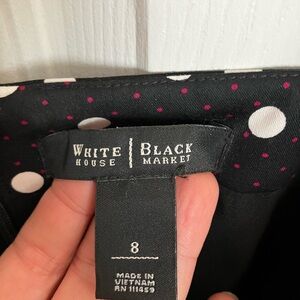 WHITE | BLACK
HOUSE | MARKET
8
MADE IN
VIETNAM
RN 111459